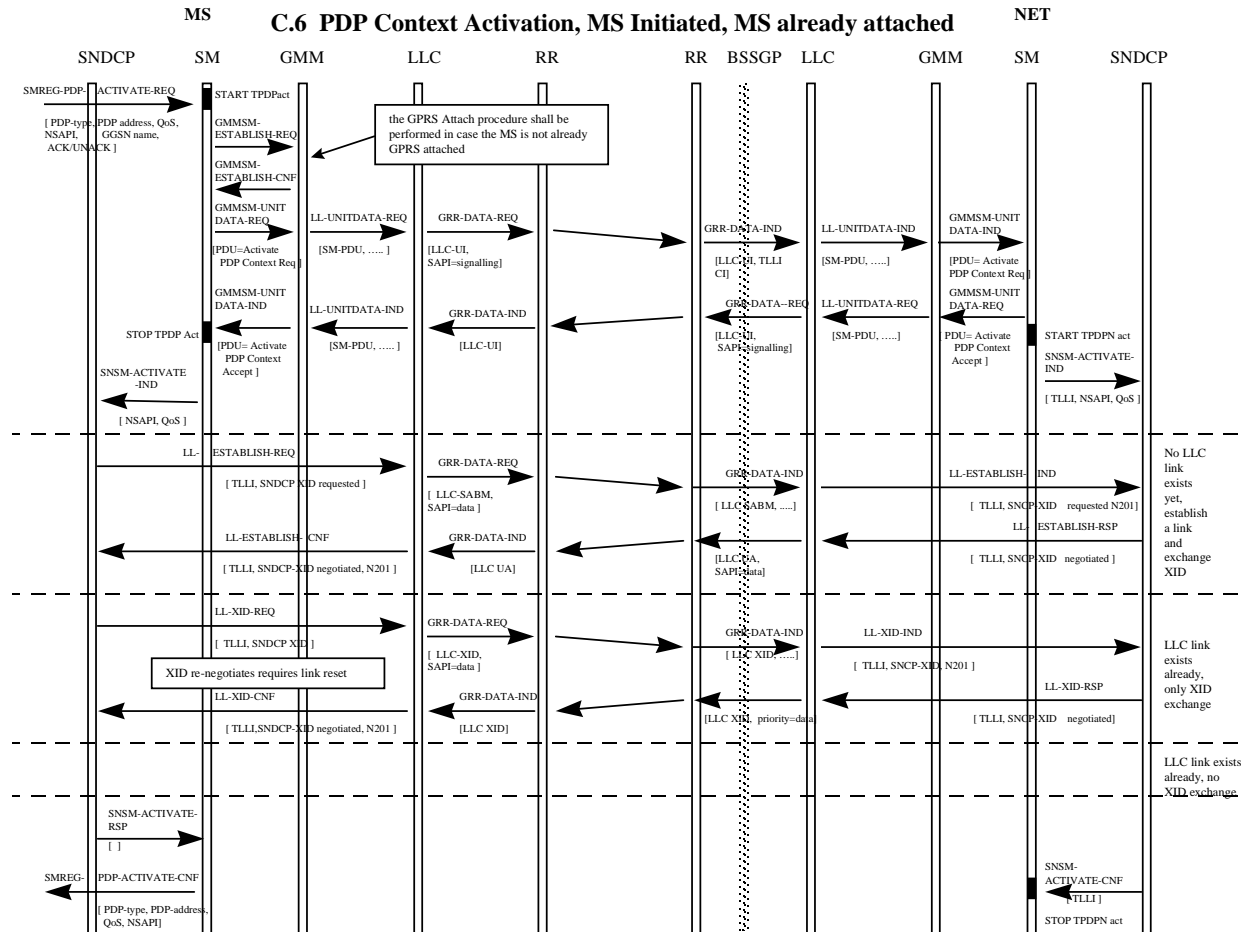 MS
NET
C.6 PDP Context Activation, MS Initiated, MS already attached
SNDCP SM GMM LLC RR RR BSSGP LLC GMM SM SNDCP
SMREG-PDP- ACTIVATE-REQ
START TPDPact
[ PDP-type, PDP address, QoS,
NSAPI, GGSN name,
ACK/UNACK ]
GMMSM-
ESTABLISH-REQ
the GPRS Attach procedure shall be
performed in case the MS is not already
GPRS attached
GMMSM-
ESTABLISH-CNF
GMMSM-UNIT
DATA-REQ
[PDU=Activate
PDP Context Req ]
LL-UNITDATA-REQ
[SM-PDU, ..... ]
GRR-DATA-REQ
[LLC-UI,
SAPI=signalling]
GRR-DATA-IND
[LLC-UI, TLLI
CI]
LL-UNITDATA-IND
[SM-PDU, .....]
GMMSM-UNIT
DATA-IND
[PDU= Activate
PDP Context Req ]
GMMSM-UNIT
DATA-IND
STOP TPDP Act
[PDU= Activate
PDP Context
Accept ]
LL-UNITDATA-IND
[SM-PDU, ..... ]
GRR-DATA-IND
[LLC-UI]
GRR-DATA--REQ
[LLC-UI,
SAPI=signalling]
LL-UNITDATA-REQ
[SM-PDU, .....]
GMMSM-UNIT
DATA-REQ
[ PDU= Activate
PDP Context
Accept ]
START TPDPN act
SNSM-ACTIVATE-
IND
[ TLLI, NSAPI, QoS ]
SNSM-ACTIVATE
-IND
[ NSAPI, QoS ]
LL- ESTABLISH-REQ
[ TLLI, SNDCP XID requested ]
GRR-DATA-REQ
[ LLC-SABM,
SAPI=data ]
GRR-DATA-IND
[ LLC SABM, .....]
LL-ESTABLISH- IND
[ TLLI, SNCP-XID requested N201]
No LLC
link
exists
yet,
establish
a link
and
exchange
XID
LL- ESTABLISH-RSP
[ TLLI, SNCP-XID negotiated ]
[LLC UA,
SAPI=data]
GRR-DATA-IND
[LLC UA]
LL-ESTABLISH- CNF
[ TLLI, SNDCP-XID negotiated, N201 ]
LL-XID-REQ
[ TLLI, SNDCP XID ]
GRR-DATA-REQ
[ LLC-XID,
SAPI=data ]
GRR-DATA-IND
[ LLC XID, .....]
LL-XID-IND
[ TLLI, SNCP-XID, N201 ]
LLC link
exists
already,
only XID
exchange
XID re-negotiates requires link reset
LL-XID-CNF
[ TLLI,SNDCP-XID negotiated, N201 ]
GRR-DATA-IND
[LLC XID]
[LLC XID, priority=data]
LL-XID-RSP
[ TLLI, SNCP-XID negotiated]
LLC link exists
already, no
XID exchange
SNSM-ACTIVATE-
RSP
[ ]
SMREG- PDP-ACTIVATE-CNF
[ PDP-type, PDP-address,
QoS, NSAPI]
SNSM-
ACTIVATE-CNF
[ TLLI ]
STOP TPDPN act